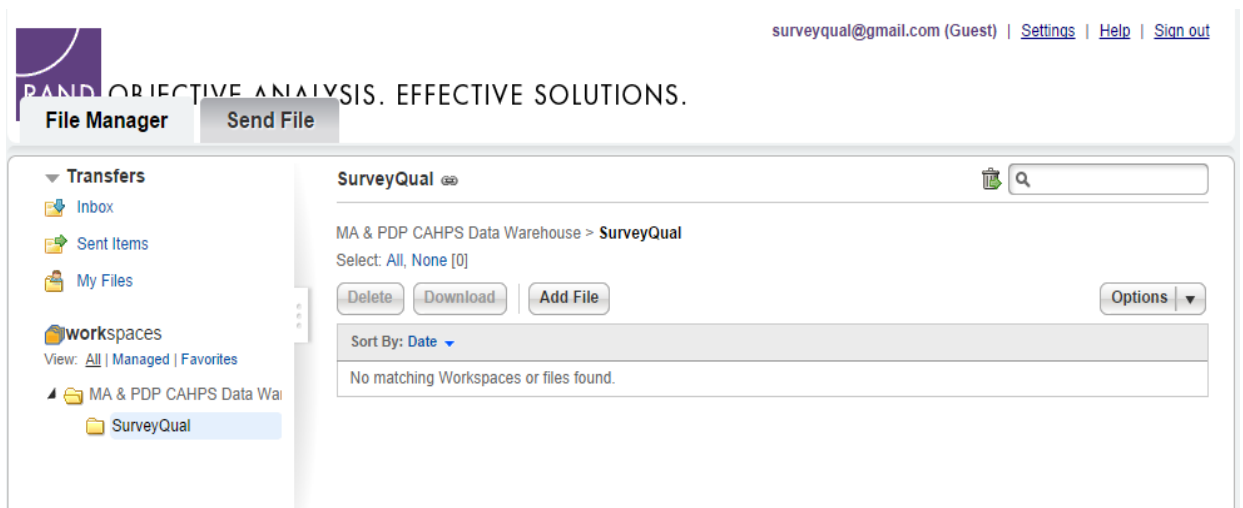 surveyqual@gmail.com (Guest) | Settings | Help | Sign out
RAND OBJECTIVE ANALYSIS. EFFECTIVE SOLUTIONS.
File Manager Send File
Transfers
Inbox
Sent Items
My Files
workspaces
View: All | Managed | Favorites
MA & PDP CAHPS Data War
SurveyQual
SurveyQual
MA & PDP CAHPS Data Warehouse > SurveyQual
Select: All, None [0]
Delete Download Add File Options
Sort By: Date
No matching Workspaces or files found.